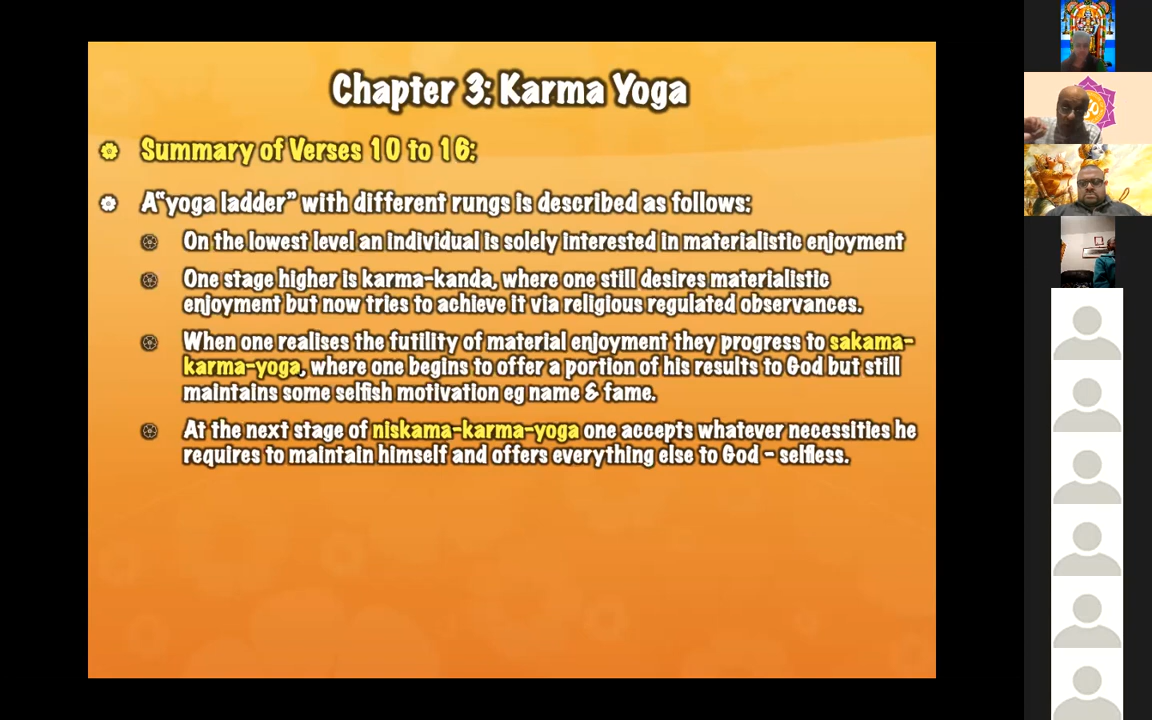 Chapter 3: Karma Yoga
Summary of Verses 10 to 16:
A“yoga ladder” with different rungs is described as follows:
On the lowest level an individual is solely interested in materialistic enjoyment
One stage higher is karma-kanda, where one still desires materialistic
enjoyment but now tries to achieve it via religious regulated observances.
When one realises the futility of material enjoyment they progress to sakama-
karma-yoga, where one begins to offer a portion of his results to God but still
maintains some selfish motivation eg name & fame.
At the next stage of niskama-karma-yoga one accepts whatever necessities he
requires to maintain himself and offers everything else to God - selfless.